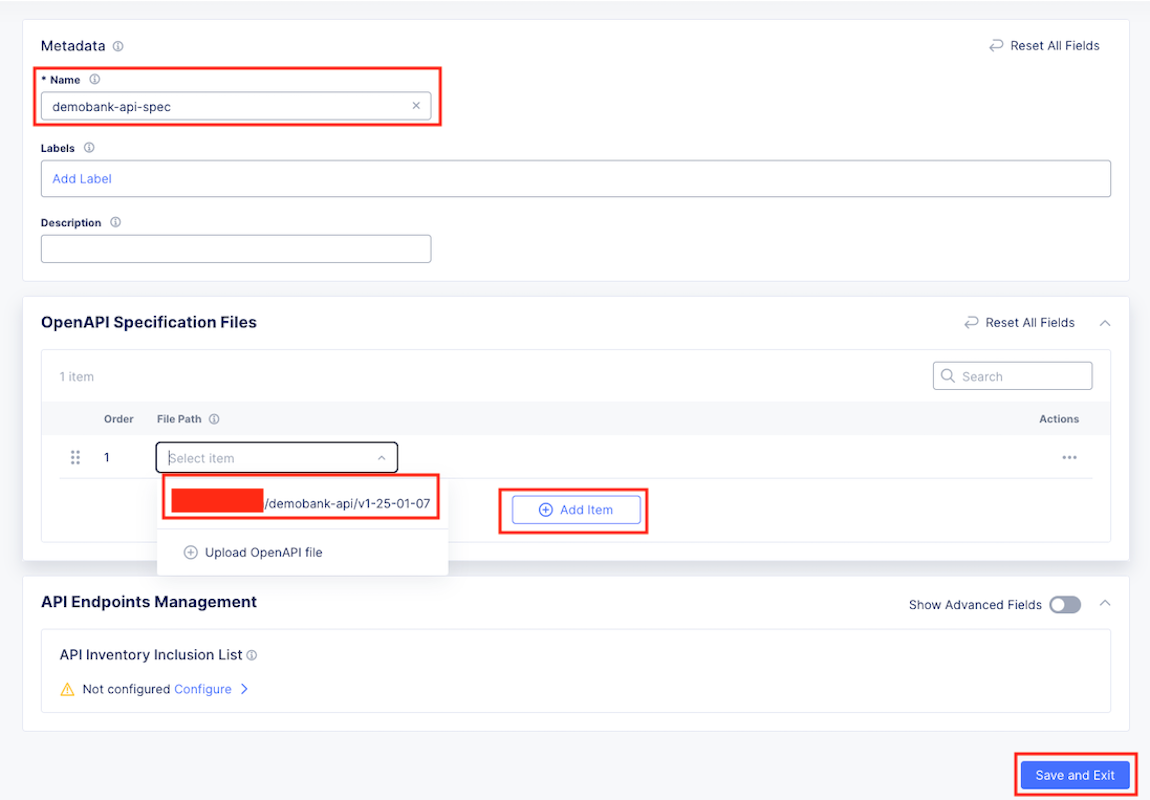 Metadata
Reset All Fields
* Name
demobank-api-spec
Labels
Add Label
Description
OpenAPI Specification Files
Reset All Fields
1 item
Search
Order File Path Actions
1 Select item
/demobank-api/v1-25-01-07
Add Item
Upload OpenAPI file
API Endpoints Management
Show Advanced Fields
API Inventory Inclusion List
Not configured Configure
Save and Exit